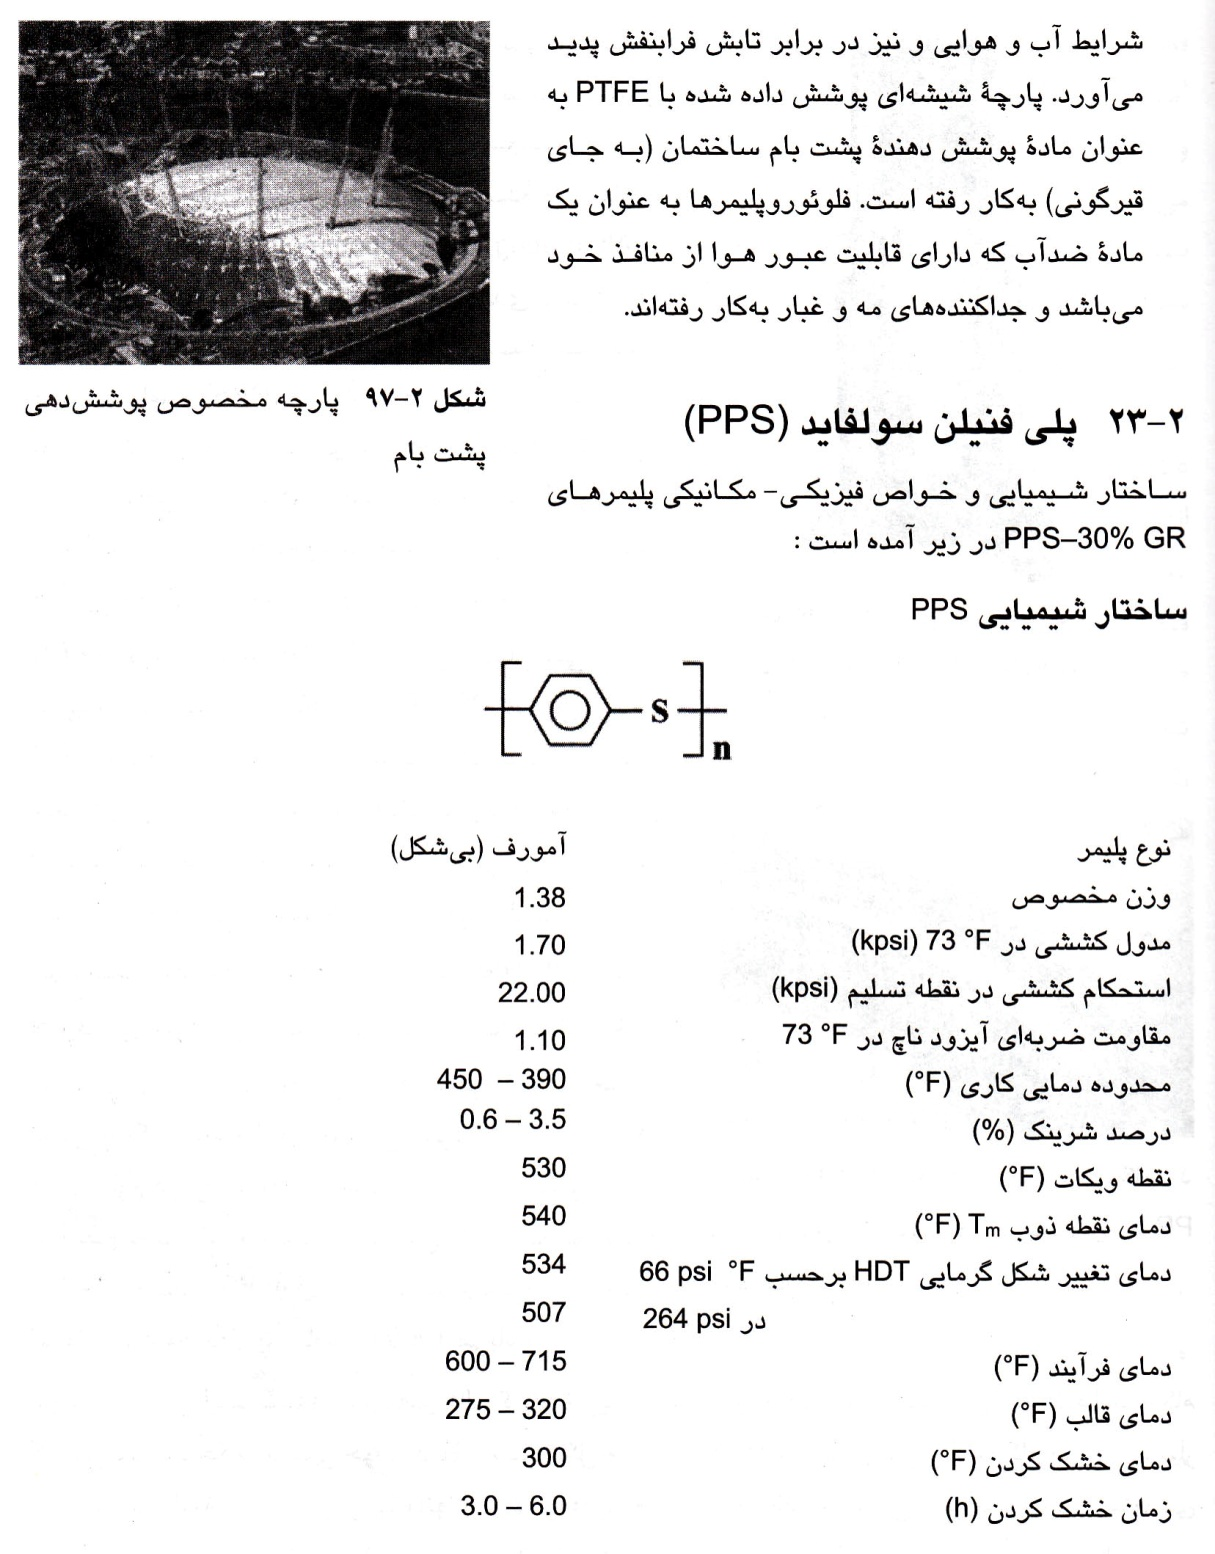 شرایط آب و هوایی و نیز در برابر تابش فرابنفش پدید
می‌آورد. پارچهٔ شیشه‌ای پوشش داده شده با PTFE به
عنوان مادهٔ پوشش دهندهٔ پشت بام ساختمان (به جای
قیرگونی) به‌کار رفته است. فلوئوروپلیمرها به عنوان یک
مادهٔ ضدآب که دارای قابلیت عبور هوا از منافذ خود
می‌باشد و جداکننده‌های مه و غبار به‌کار رفته‌اند.
شکل ۲-۹۷ پارچه مخصوص پوشش‌دهی
پشت بام
۲-۲۳ پلی فنیلن سولفاید (PPS)
ساختار شیمیایی و خواص فیزیکی- مکانیکی پلیمرهای
PPS–30% GR در زیر آمده است :
ساختار شیمیایی PPS
S
n
نوع پلیمر آمورف (بی‌شکل)
وزن مخصوص 1.38
مدول کششی در 73 °F (kpsi) 1.70
استحکام کششی در نقطه تسلیم (kpsi) 22.00
مقاومت ضربه‌ای آیزود ناچ در 73 °F 1.10
محدوده دمایی کاری (°F) 450 – 390
درصد شرینک (%) 0.6 – 3.5
نقطه ویکات (°F) 530
دمای نقطه ذوب Tm (°F) 540
دمای تغییر شکل گرمایی HDT برحسب °F 66 psi 534
در 264 psi 507
دمای فرآیند (°F) 600 – 715
دمای قالب (°F) 275 – 320
دمای خشک کردن (°F) 300
زمان خشک کردن (h) 3.0 – 6.0